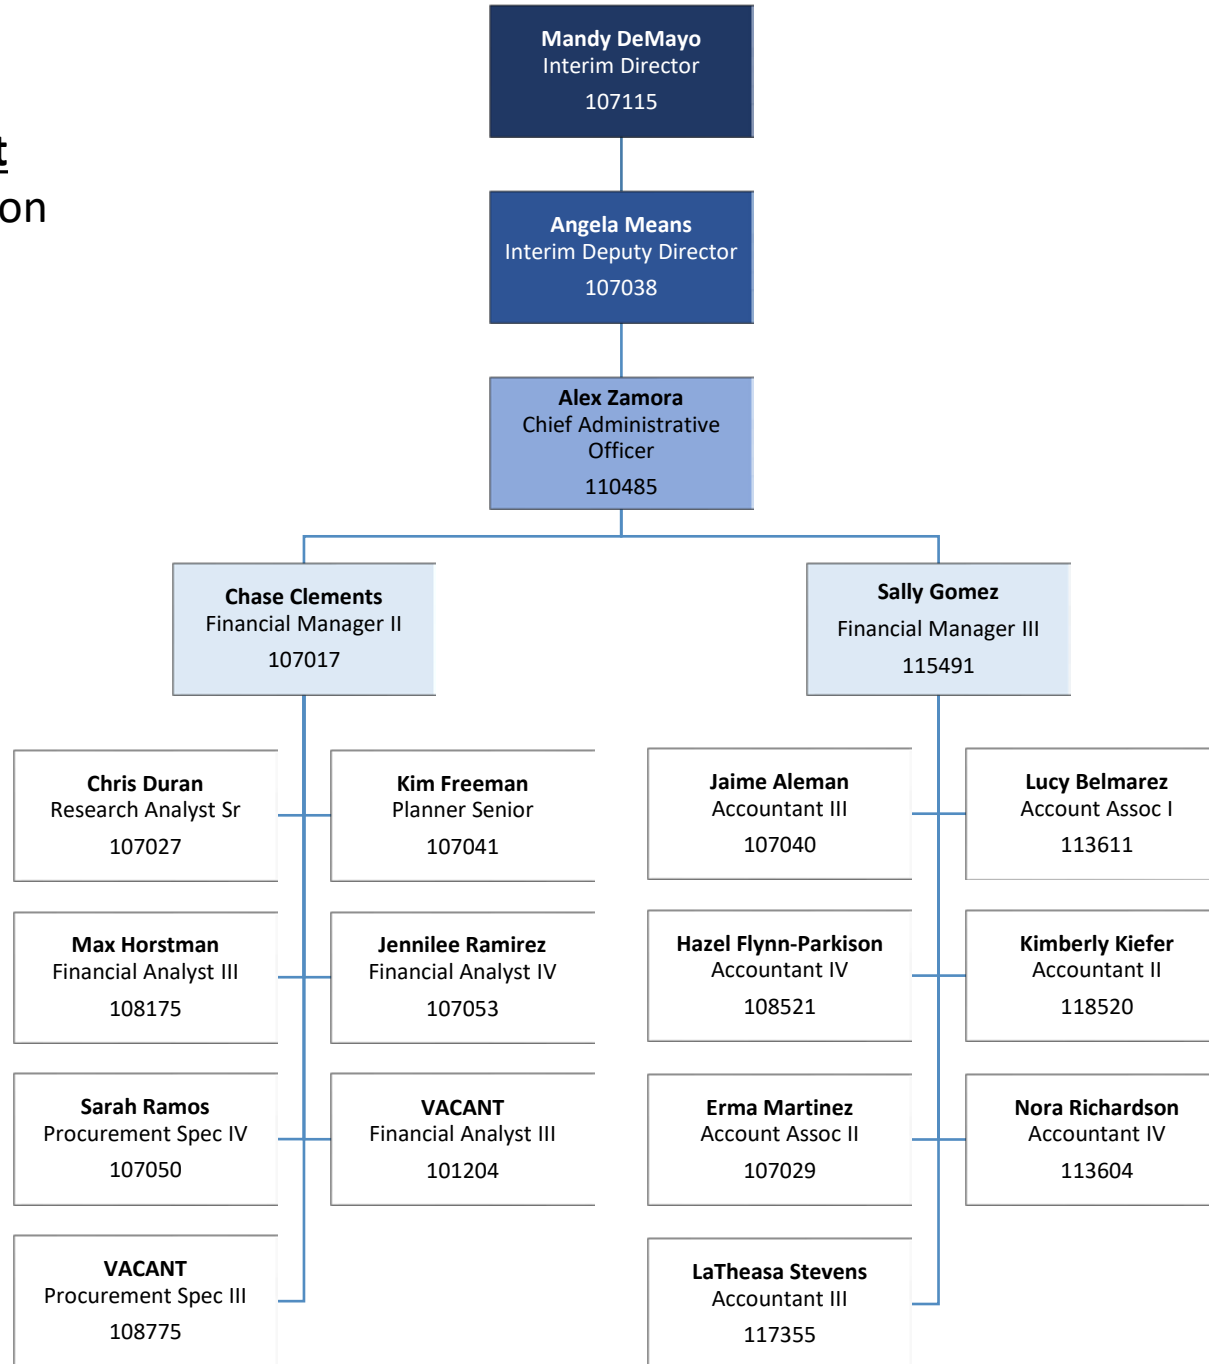 Mandy DeMayo
Interim Director
107115
Angela Means
Interim Deputy Director
107038
Alex Zamora
Chief Administrative
Officer
110485
Chase Clements
Financial Manager II
107017
Sally Gomez
Financial Manager III
115491
Chris Duran
Research Analyst Sr
107027
Kim Freeman
Planner Senior
107041
Max Horstman
Financial Analyst III
108175
Jennilee Ramirez
Financial Analyst IV
107053
Sarah Ramos
Procurement Spec IV
107050
VACANT
Financial Analyst III
101204
VACANT
Procurement Spec III
108775
Jaime Aleman
Accountant III
107040
Lucy Belmarez
Account Assoc I
113611
Hazel Flynn-Parkison
Accountant IV
108521
Kimberly Kiefer
Accountant II
118520
Erma Martinez
Account Assoc II
107029
Nora Richardson
Accountant IV
113604
LaTheasa Stevens
Accountant III
117355